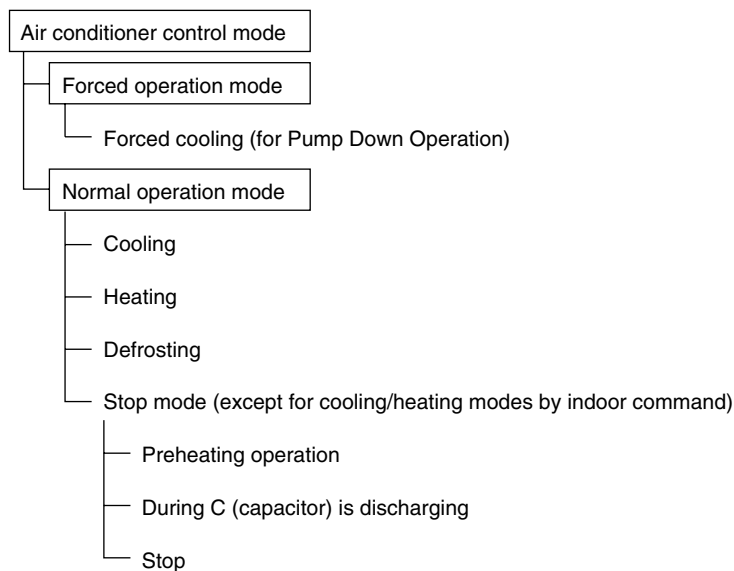 Air conditioner control mode
Forced operation mode
Forced cooling (for Pump Down Operation)
Normal operation mode
Cooling
Heating
Defrosting
Stop mode (except for cooling/heating modes by indoor command)
Preheating operation
During C (capacitor) is discharging
Stop